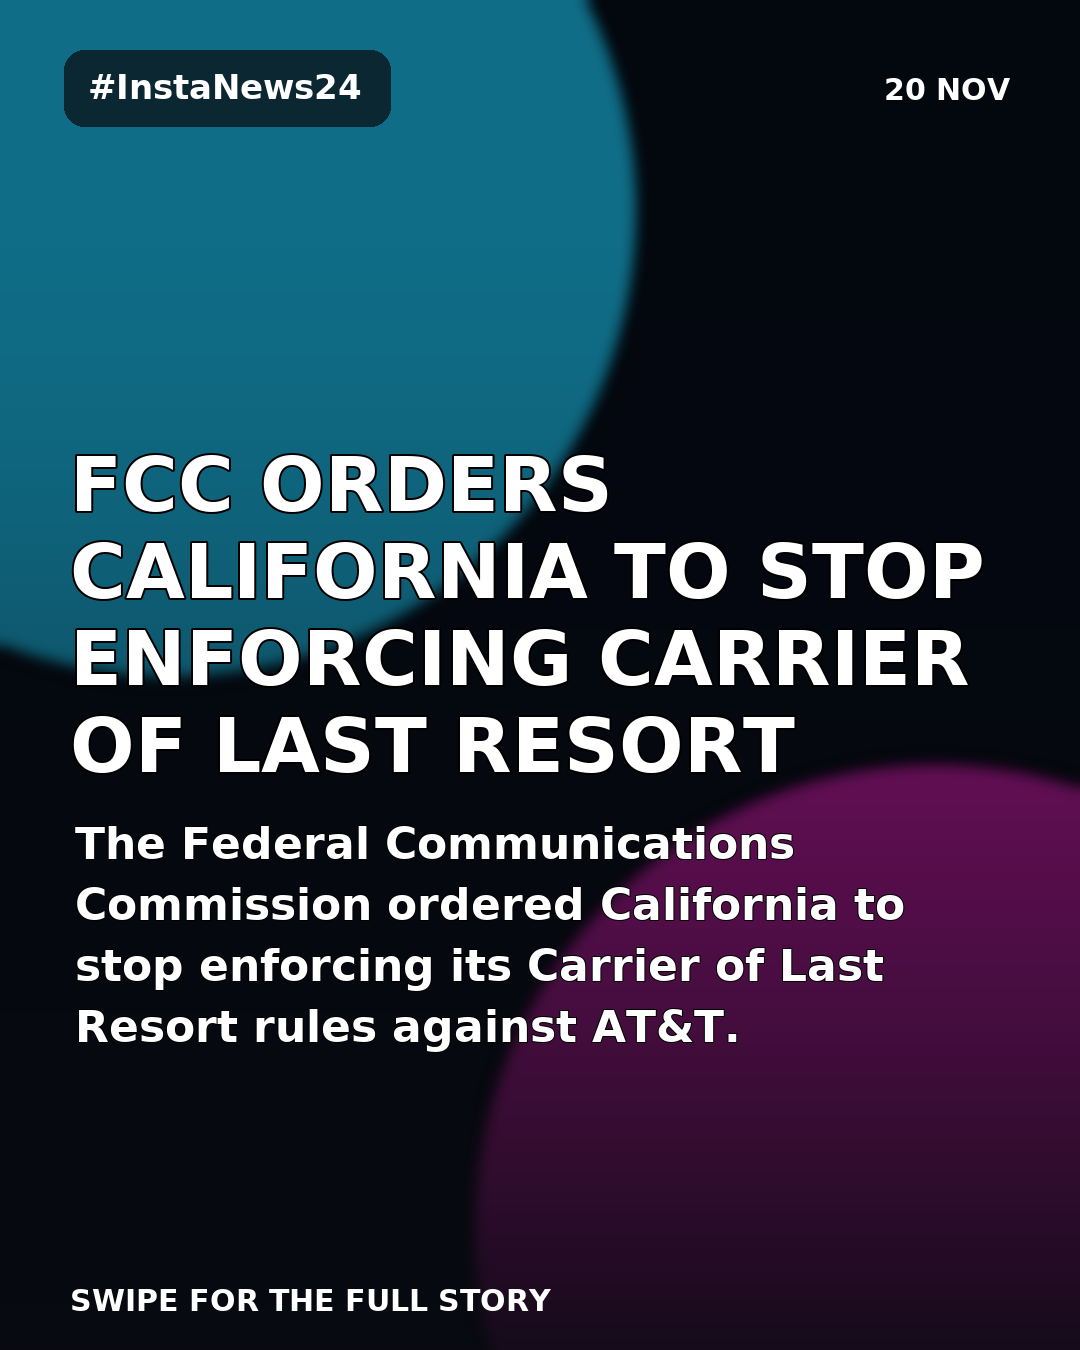 #InstaNews24
20 NOV
FCC ORDERS
CALIFORNIA TO STOP
ENFORCING CARRIER
OF LAST RESORT
The Federal Communications
Commission ordered California to
stop enforcing its Carrier of Last
Resort rules against AT&T.
SWIPE FOR THE FULL STORY